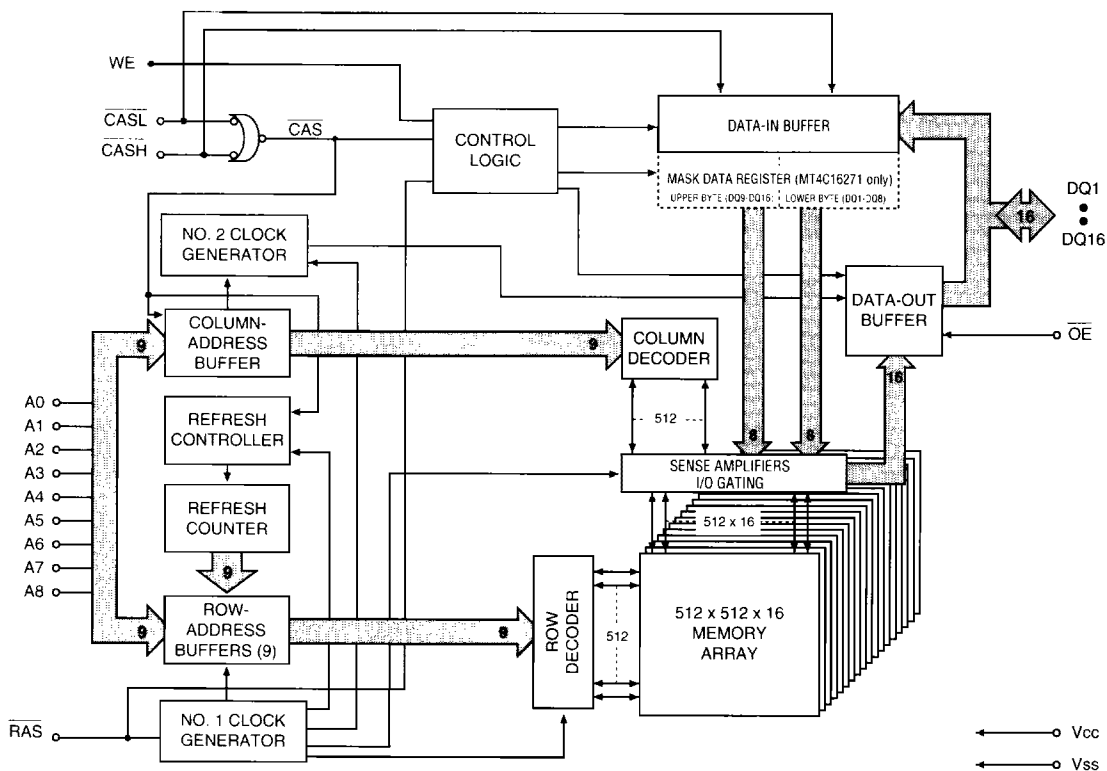 WE
CASL
CASH
CAS
CONTROL
LOGIC
DATA-IN BUFFER
MASK DATA REGISTER (MT4C16271 only)
UPPER BYTE (DQ9-DQ16)
LOWER BYTE (DQ1-DQ8)
DQ1
DQ16
16
NO. 2 CLOCK
GENERATOR
COLUMN-
ADDRESS
BUFFER
9
9
COLUMN
DECODER
DATA-OUT
BUFFER
OE
16
512
8
8
A0
A1
A2
A3
A4
A5
A6
A7
A8
REFRESH
CONTROLLER
REFRESH
COUNTER
9
SENSE AMPLIFIERS
I/O GATING
512 x 16
9
ROW-
ADDRESS
BUFFERS (9)
9
ROW
DECODER
512
512 x 512 x 16
MEMORY
ARRAY
RAS
NO. 1 CLOCK
GENERATOR
Vcc
Vss